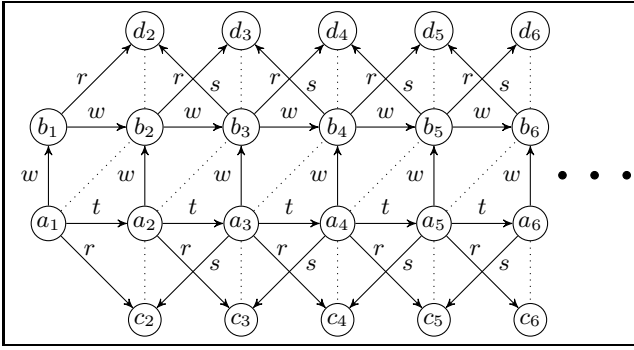 d2 d3 d4 d5 d6
r r s r s r s r s
b1 w b2 w b3 w b4 w b5 w b6
w w w w w w
a1 t a2 t a3 t a4 t a5 t a6
r r s r s r s r s
c2 c3 c4 c5 c6